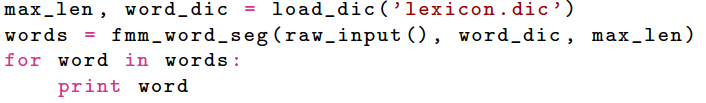 max_len, word_dic = load_dic('lexicon.dic')
words = fmm_word_seg(raw_input(), word_dic, max_len)
for word in words:
    print word